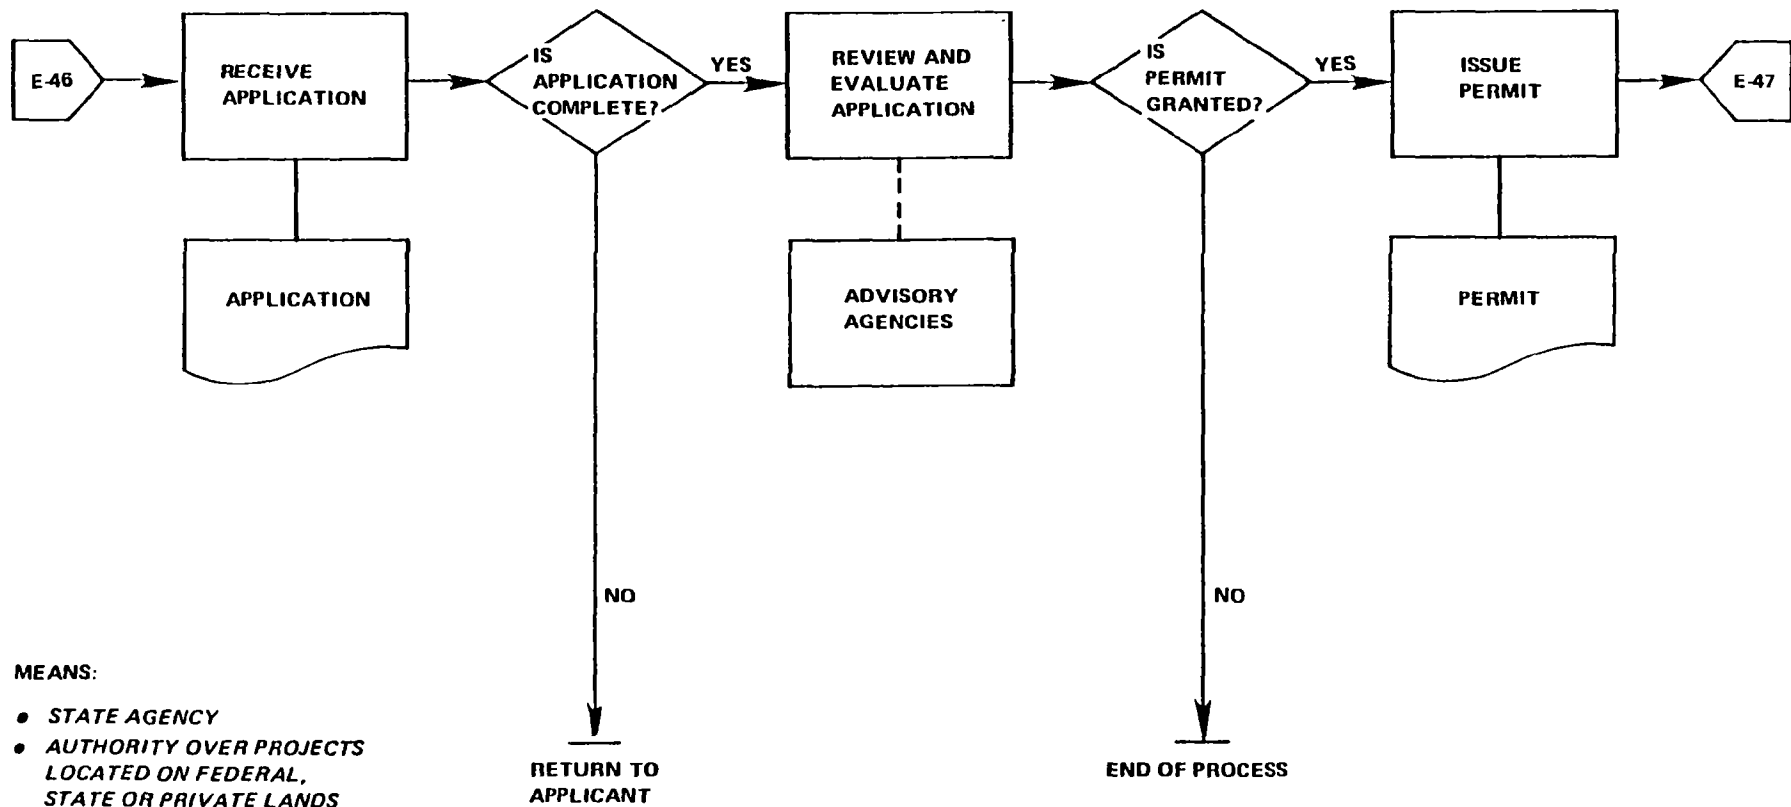 E-46
RECEIVE
APPLICATION
IS
APPLICATION
COMPLETE?
YES
REVIEW AND
EVALUATE
APPLICATION
IS
PERMIT
GRANTED?
YES
ISSUE
PERMIT
E-47
APPLICATION
ADVISORY
AGENCIES
PERMIT
NO
NO
MEANS:
• STATE AGENCY
• AUTHORITY OVER PROJECTS
LOCATED ON FEDERAL,
STATE OR PRIVATE LANDS
RETURN TO
APPLICANT
END OF PROCESS